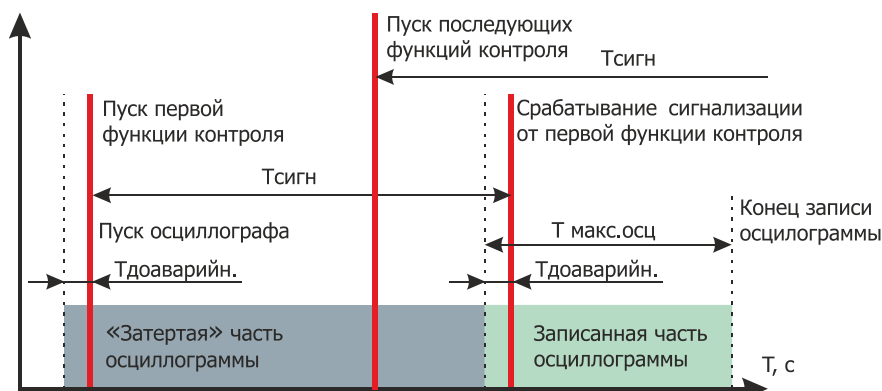 Пуск последующих
функций контроля
Тсигн
Пуск первой
функции контроля
Срабатывание сигнализации
от первой функции контроля
Тсигн
Пуск осциллографа
Т макс.осц
Конец записи
осцилограммы
Тдоаварийн.
Тдоаварийн.
«Затертая» часть
осциллограммы
Записанная часть
осциллограммы
Т, с